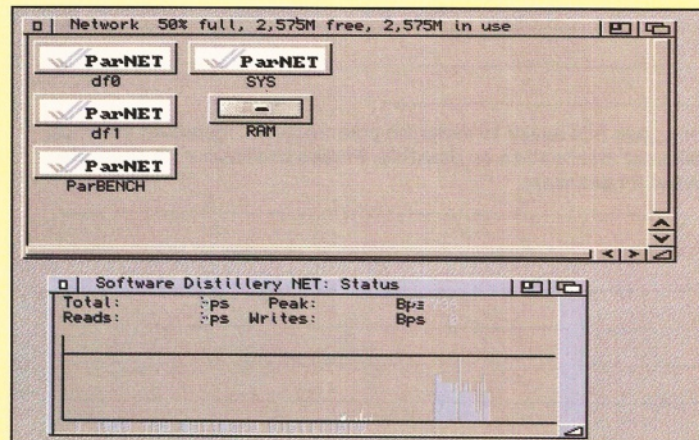 Network 50% full, 2,575M free, 2,575M in use
ParNET ParNET
df0 SYS
ParNET
df1 RAM
ParNET
ParBENCH
Software Distillery NET: Status
Total: Peak: Bps
Reads: Writes: Bps